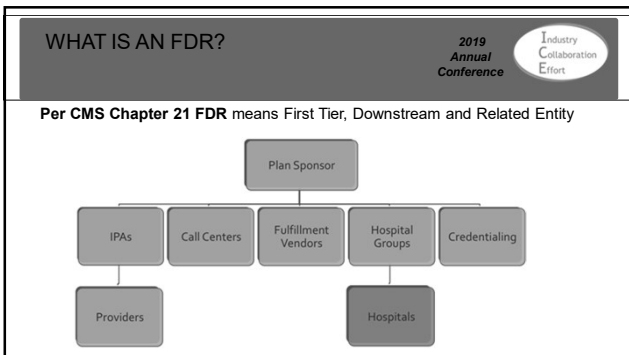 WHAT IS AN FDR?
2019
Annual
Conference
Industry
Collaboration
Effort
Per CMS Chapter 21 FDR means First Tier, Downstream and Related Entity
Plan Sponsor
IPAs
Call Centers
Fulfillment
Vendors
Hospital
Groups
Credentialing
Providers
Hospitals